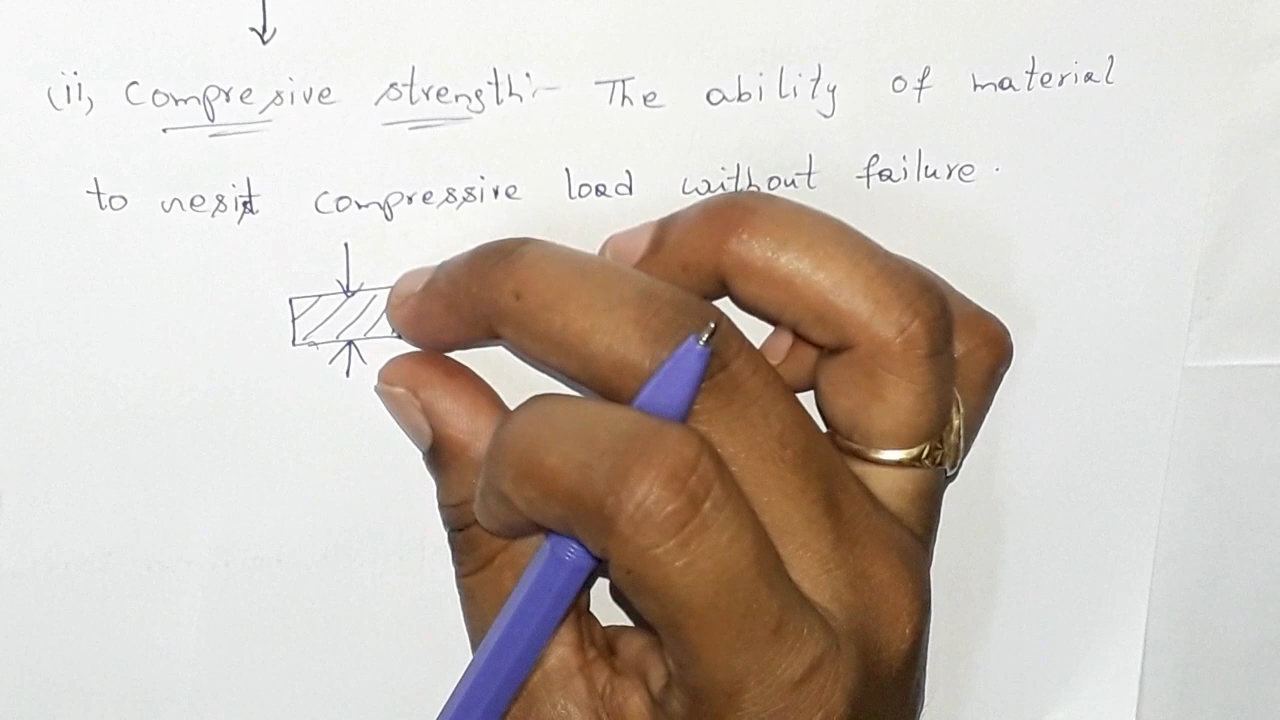 (ii, compresive strength:- The ability of material
to resist compressive load without failure.